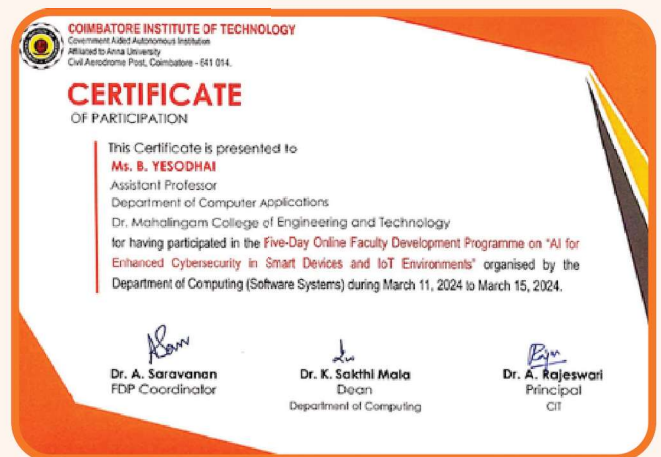 COIMBATORE INSTITUTE OF TECHNOLOGY
Government Aided Autonomous Institution
Affiliated to Anna University
Civil Aerodrome Post, Coimbatore - 641 014.
CERTIFICATE
OF PARTICIPATION
This Certificate is presented to
Ms. B. YESODHAI
Assistant Professor
Department of Computer Applications
Dr. Mahalingam College of Engineering and Technology
for having participated in the Five-Day Online Faculty Development Programme on "AI for
Enhanced Cybersecurity in Smart Devices and IoT Environments" organised by the
Department of Computing (Software Systems) during March 11, 2024 to March 15, 2024.
Dr. A. Saravanan
FDP Coordinator
Dr. K. Sakthi Mala
Dean
Department of Computing
Dr. A. Rajeswari
Principal
CIT